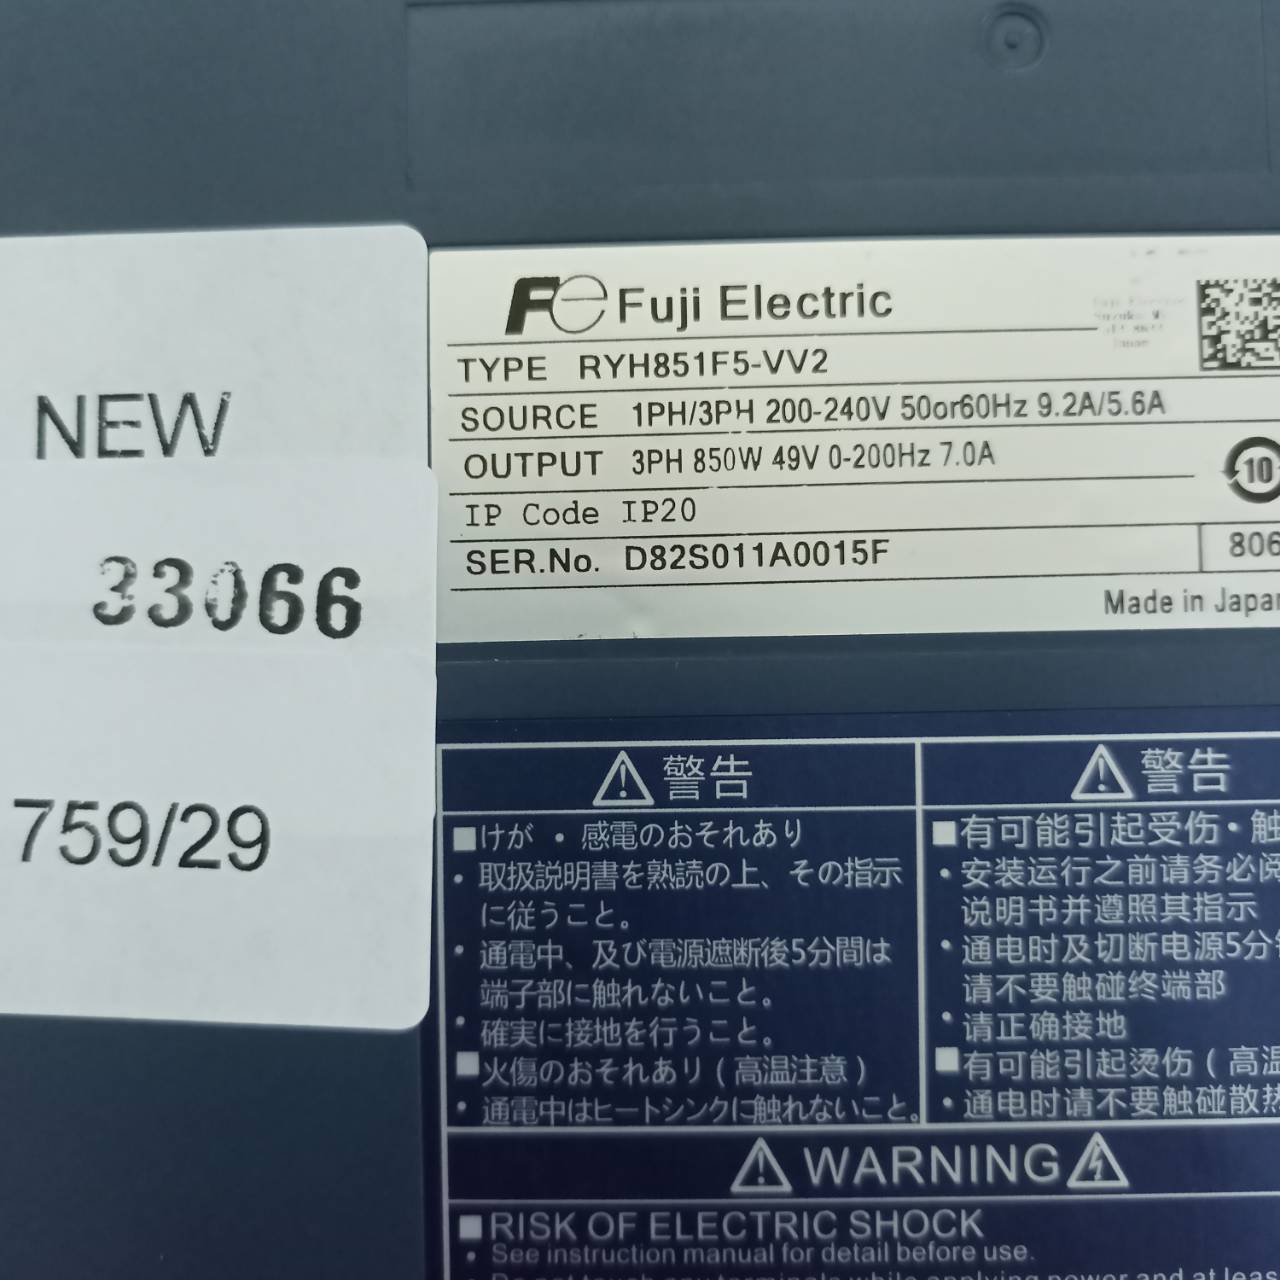 NEW
33066
759/29
Fe Fuji Electric
TYPE RYH851F5-VV2
SOURCE 1PH/3PH 200-240V 50or60Hz 9.2A/5.6A
OUTPUT 3PH 850W 49V 0-200Hz 7.0A
10
IP Code IP20
SER.No. D82S011A0015F 806
Made in Japan
警告
■けが・感電のおそれあり
・取扱説明書を熟読の上、その指示
に従うこと。
・通電中、及び電源遮断後5分間は
端子部に触れないこと。
・確実に接地を行うこと。
■火傷のおそれあり(高温注意)
・通電中はヒートシンクに触れないこと。
警告
■有可能引起受伤・触
・安装运行之前请务必阅
说明书并遵照其指示
・通电时及切断电源5分
请不要触碰终端部
・请正确接地
■有可能引起烫伤(高温
・通电时请不要触碰散热
WARNING
■RISK OF ELECTRIC SHOCK
• See instruction manual for detail before use.